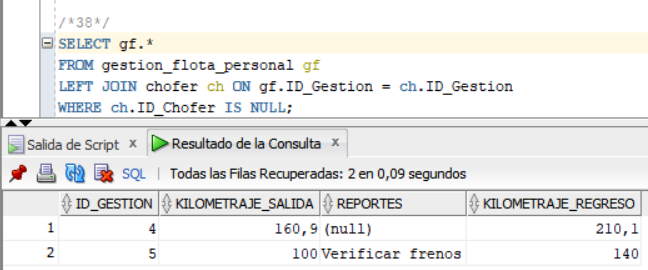 /*38*/
SELECT gf.*
FROM gestion_flota_personal gf
LEFT JOIN chofer ch ON gf.ID_Gestion = ch.ID_Gestion
WHERE ch.ID_Chofer IS NULL;
Salida de Script x Resultado de la Consulta x
SQL | Todas las Filas Recuperadas: 2 en 0,09 segundos
ID_GESTION KILOMETRAJE_SALIDA REPORTES KILOMETRAJE_REGRESO
1 4 160,9 (null) 210,1
2 5 100 Verificar frenos 140